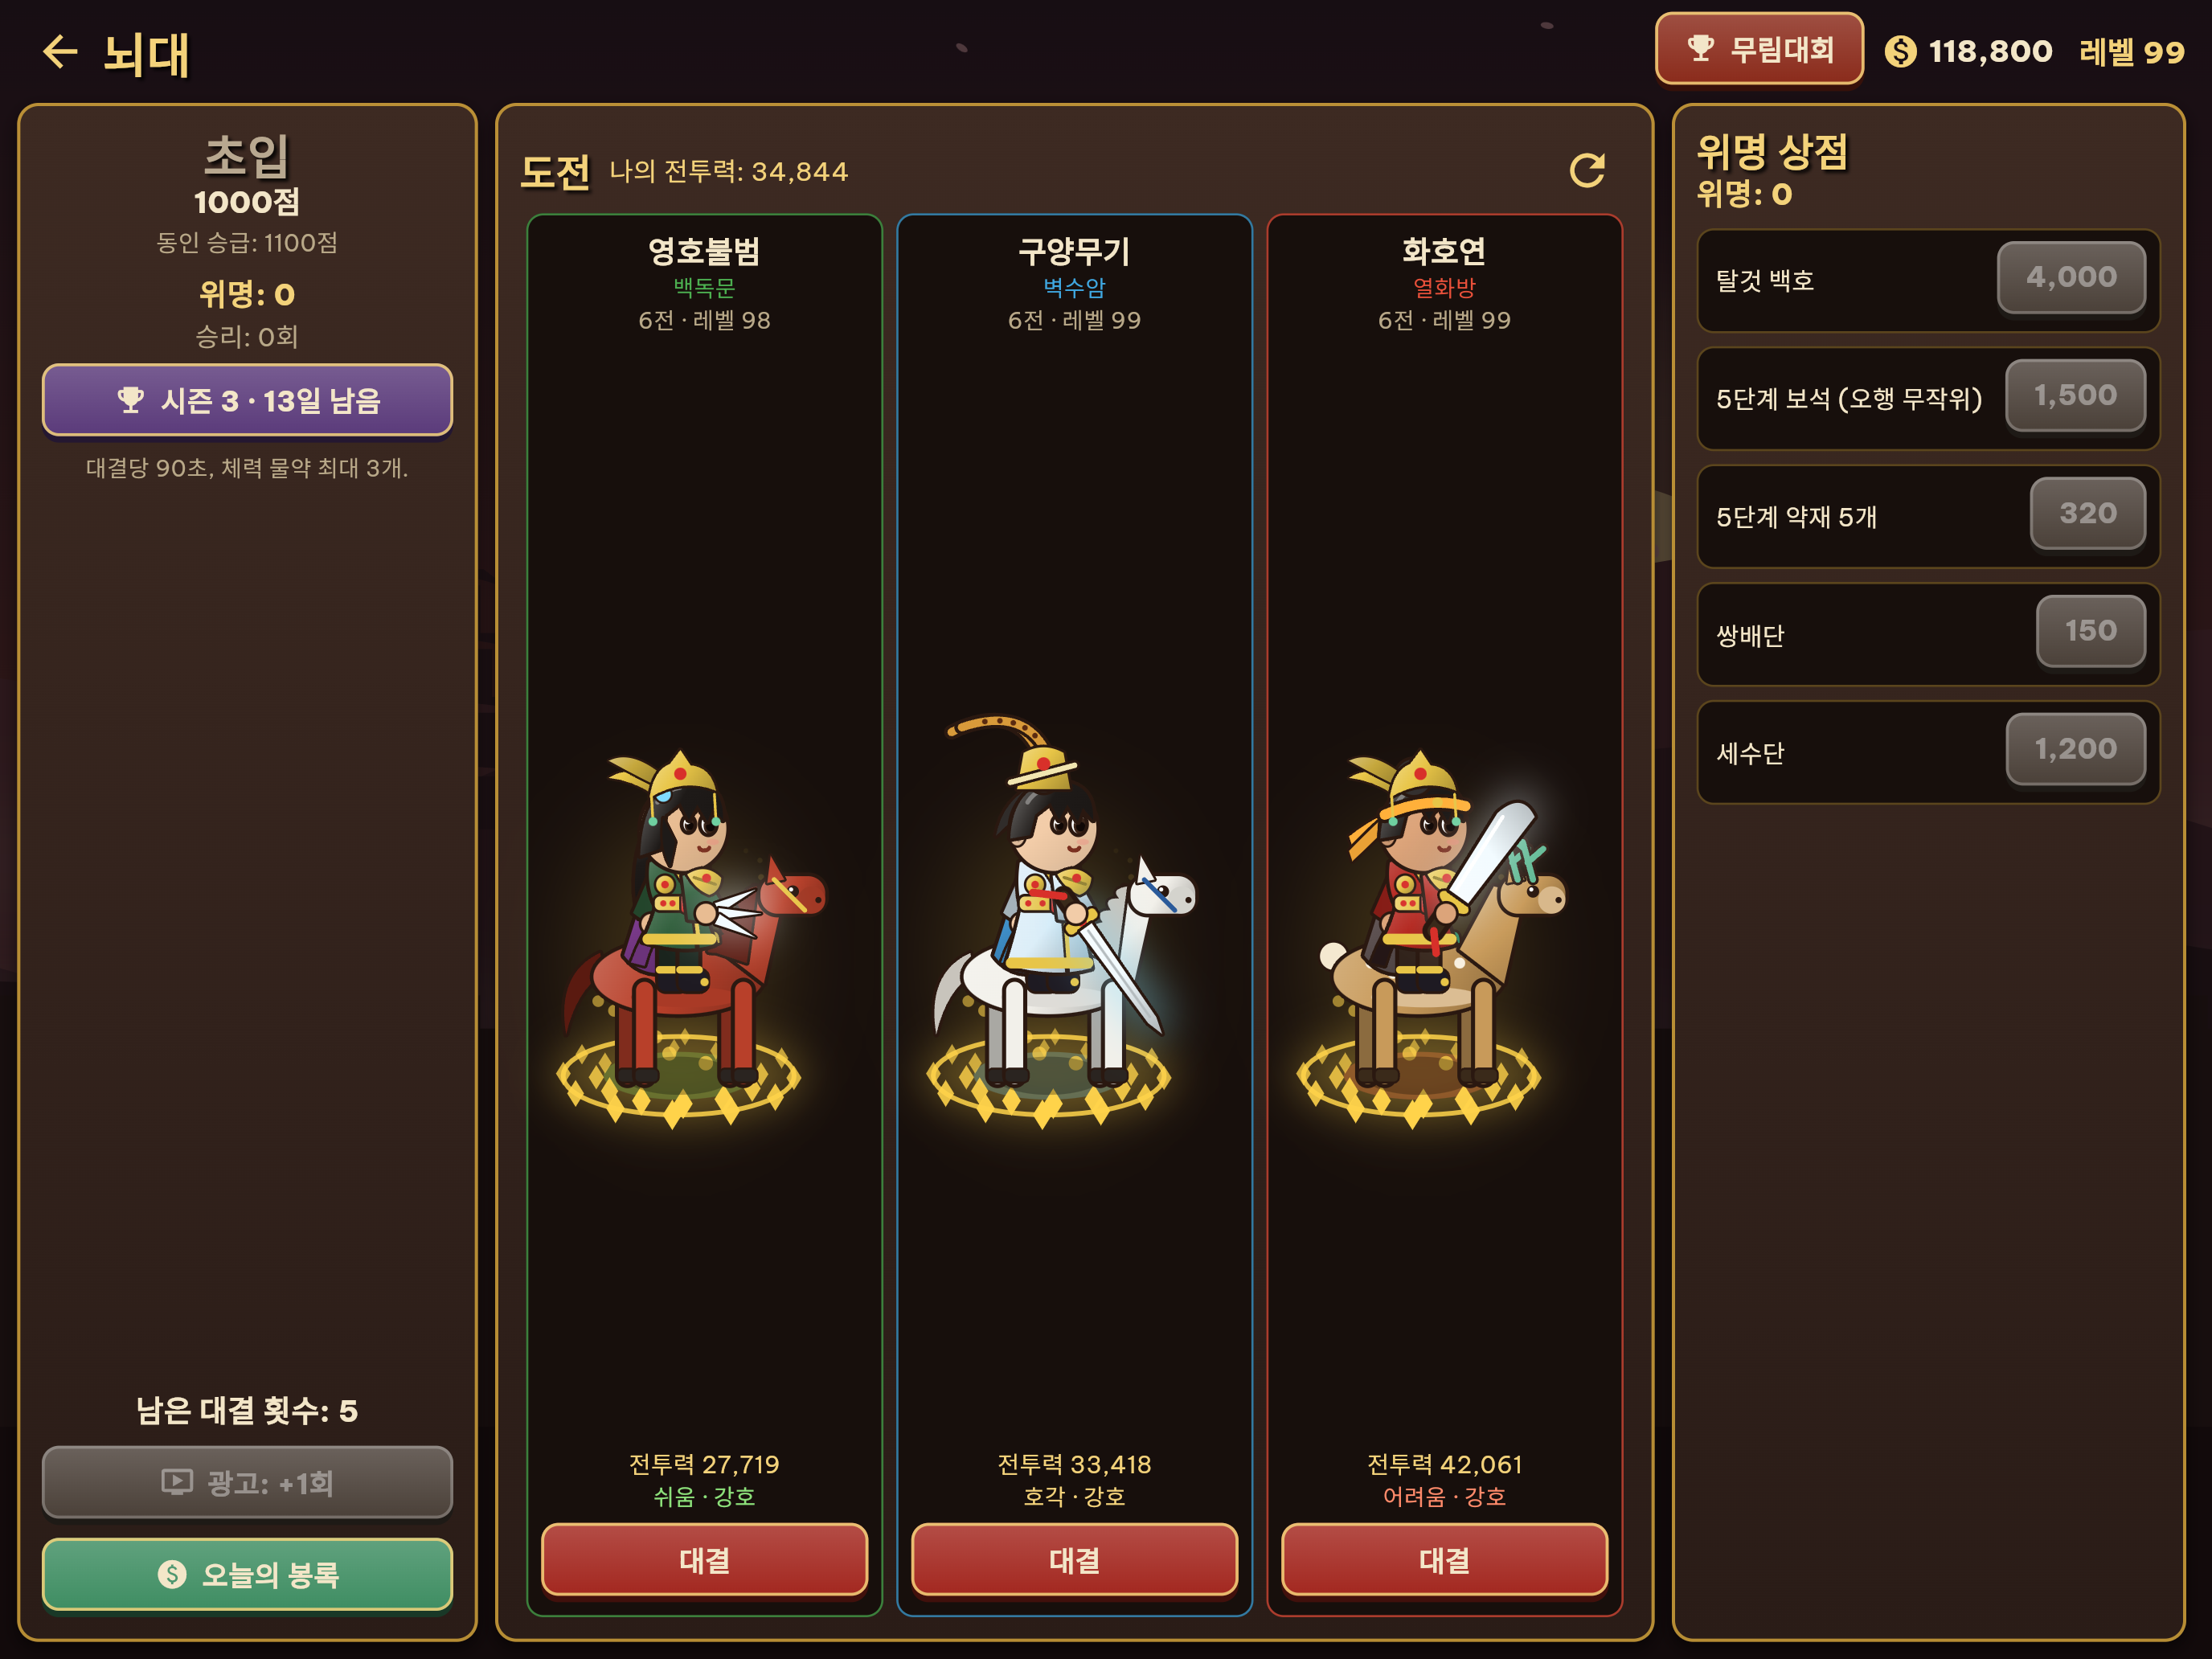 뇌대
무림대회
118,800
레벨 99
초입
1000점
동인 승급: 1100점
위명: 0
승리: 0회
시즌 3 · 13일 남음
대결당 90초, 체력 물약 최대 3개.
남은 대결 횟수: 5
광고: +1회
오늘의 봉록
도전
나의 전투력: 34,844
영호불범
백독문
6전 · 레벨 98
전투력 27,719
쉬움 · 강호
대결
구양무기
벽수암
6전 · 레벨 99
전투력 33,418
호각 · 강호
대결
화호연
열화방
6전 · 레벨 99
전투력 42,061
어려움 · 강호
대결
위명 상점
위명: 0
탈것 백호
4,000
5단계 보석 (오행 무작위)
1,500
5단계 약재 5개
320
쌍배단
150
세수단
1,200